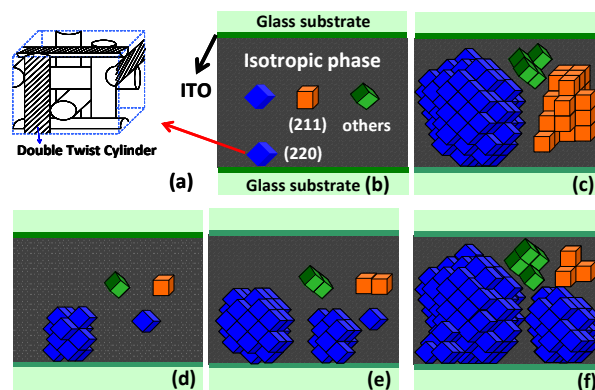 Glass substrate
Isotropic phase
ITO
(211)
others
(220)
Double Twist Cylinder
(a)
Glass substrate (b)
(c)
(d)
(e)
(f)